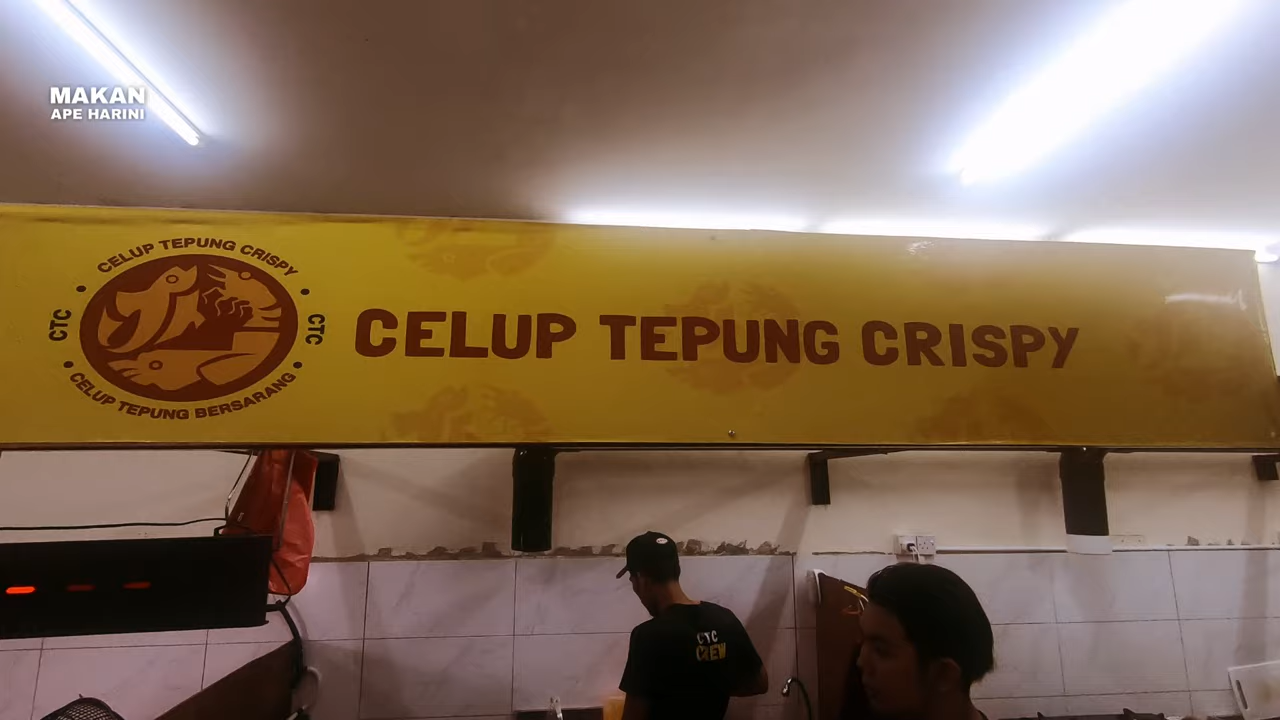 MAKAN
APE HARINI
CELUP TEPUNG CRISPY
CTC
CTC
CELUP TEPUNG BERSARANG
CELUP TEPUNG CRISPY
CTC
CREW